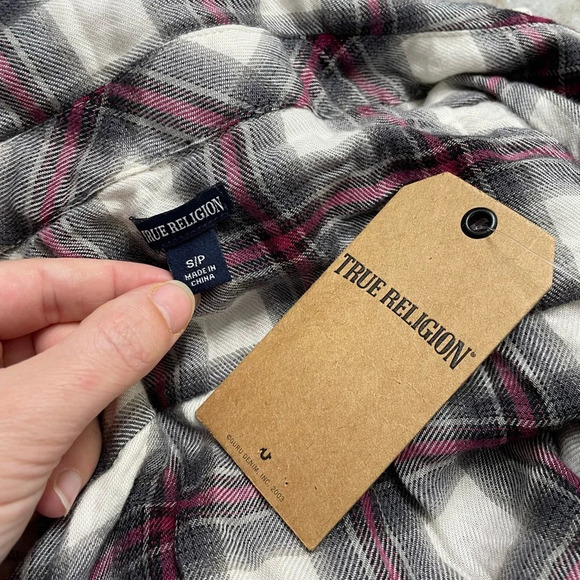 TRUE RELIGION
S/P
MADE IN
CHINA
TRUE RELIGION®
©GURU DENIM, INC. 2003